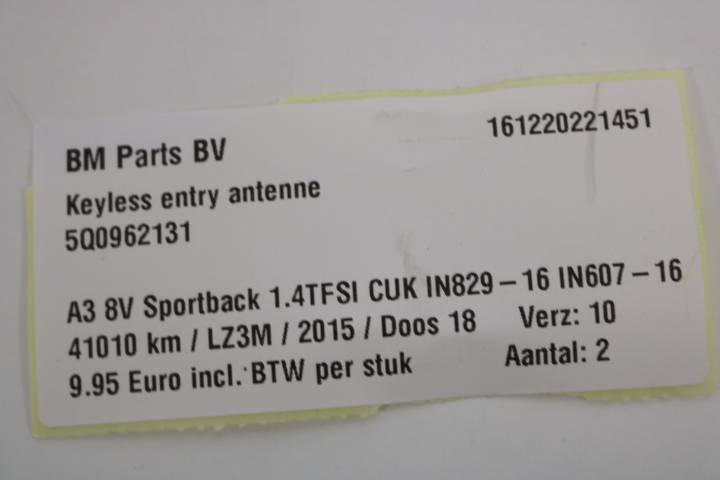 BM Parts BV 161220221451
Keyless entry antenne
5Q0962131
A3 8V Sportback 1.4TFSI CUK IN829-16 IN607-16
41010 km / LZ3M / 2015 / Doos 18 Verz: 10
9.95 Euro incl. BTW per stuk Aantal: 2